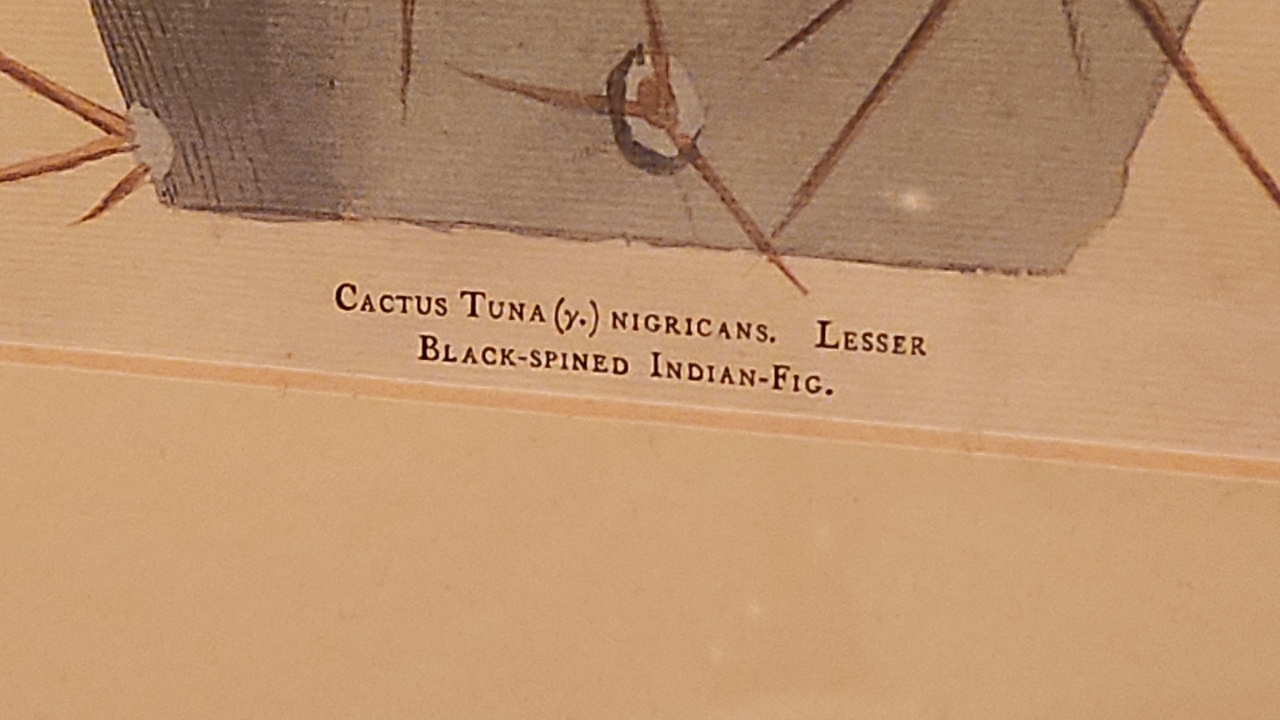 Cactus Tuna (γ.) nigricans. Lesser
Black-spined Indian-Fig.